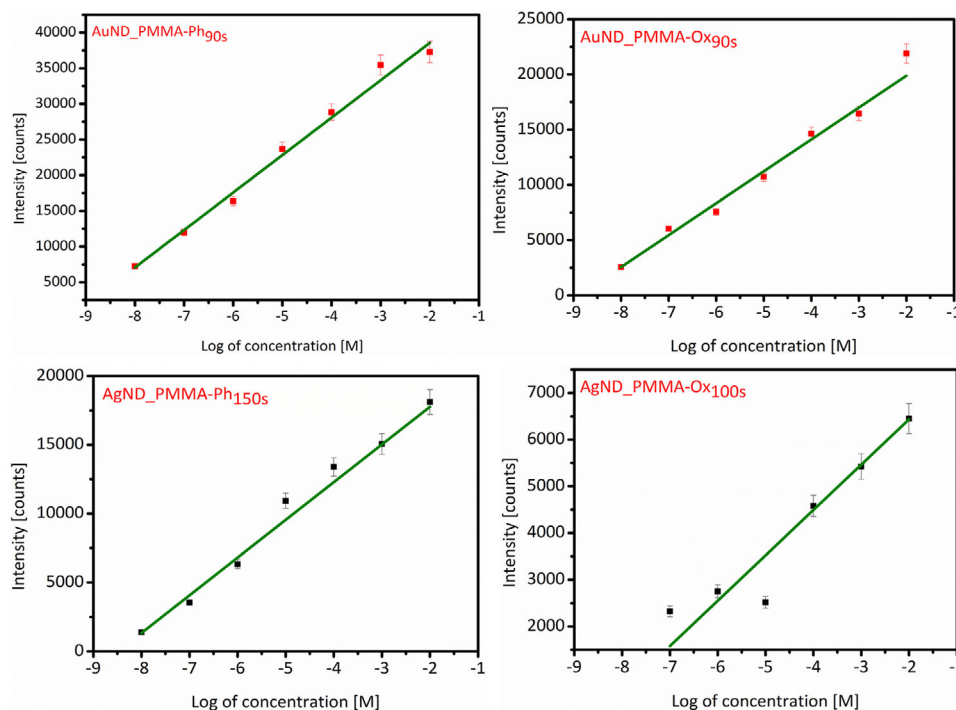 AuND_PMMA-Ph90s
Intensity [counts]
40000
35000
30000
25000
20000
15000
10000
5000
-9 -8 -7 -6 -5 -4 -3 -2 -1
Log of concentration [M]
AuND_PMMA-Ox90s
Intensity [counts]
25000
20000
15000
10000
5000
0
-9 -8 -7 -6 -5 -4 -3 -2 -1
Log of concentration [M]
AgND_PMMA-Ph150s
Intensity [counts]
20000
15000
10000
5000
0
-9 -8 -7 -6 -5 -4 -3 -2 -1
Log of concentration [M]
AgND_PMMA-Ox100s
Intensity [counts]
7000
6000
5000
4000
3000
2000
-9 -8 -7 -6 -5 -4 -3 -2 -1
Log of concentration [M]